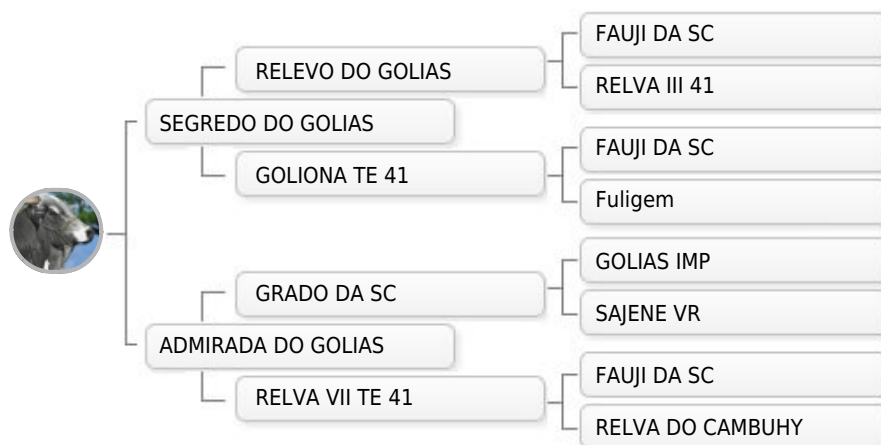 FAUJI DA SC
RELEVO DO GOLIAS
RELVA III 41
SEGREDO DO GOLIAS
FAUJI DA SC
GOLIONA TE 41
Fuligem
GOLIAS IMP
GRADO DA SC
SAJENE VR
ADMIRADA DO GOLIAS
FAUJI DA SC
RELVA VII TE 41
RELVA DO CAMBUHY